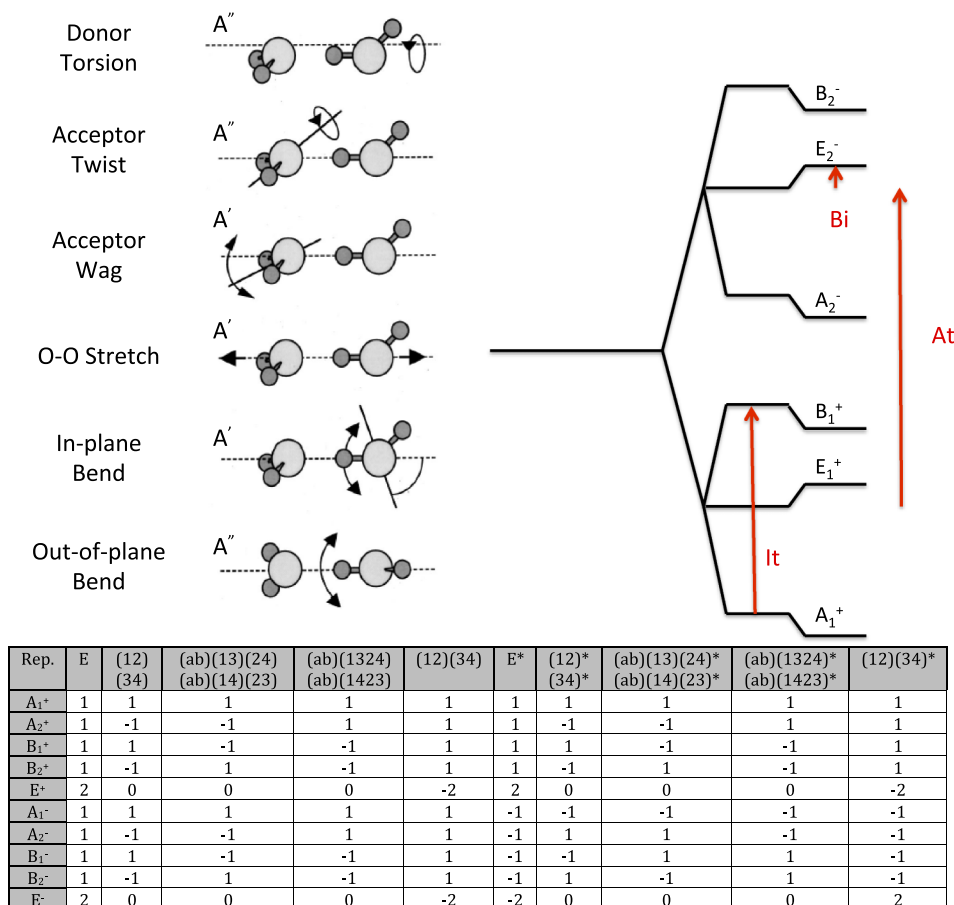 Donor
Torsion
A″
Acceptor
Twist
A″
Acceptor
Wag
A′
O-O Stretch
A′
In-plane
Bend
A′
Out-of-plane
Bend
A″
B₂⁻
E₂⁻
Bi
A₂⁻
At
B₁⁺
E₁⁺
It
A₁⁺
Rep. E (12) (34) (ab)(13)(24) (ab)(14)(23) (ab)(1324) (ab)(1423) (12)(34) E* (12)* (34)* (ab)(13)(24)* (ab)(14)(23)* (ab)(1324)* (ab)(1423)* (12)(34)*
A₁⁺ 1 1 1 1 1 1 1 1 1 1
A₂⁺ 1 -1 -1 1 1 1 -1 -1 1 1
B₁⁺ 1 1 -1 -1 1 1 1 -1 -1 1
B₂⁺ 1 -1 1 -1 1 1 -1 1 -1 1
E⁺ 2 0 0 0 -2 2 0 0 0 -2
A₁⁻ 1 1 1 1 1 -1 -1 -1 -1 -1
A₂⁻ 1 -1 -1 1 1 -1 1 1 -1 -1
B₁⁻ 1 1 -1 -1 1 -1 -1 1 1 -1
B₂⁻ 1 -1 1 -1 1 -1 1 -1 1 -1
E⁻ 2 0 0 0 -2 -2 0 0 0 2